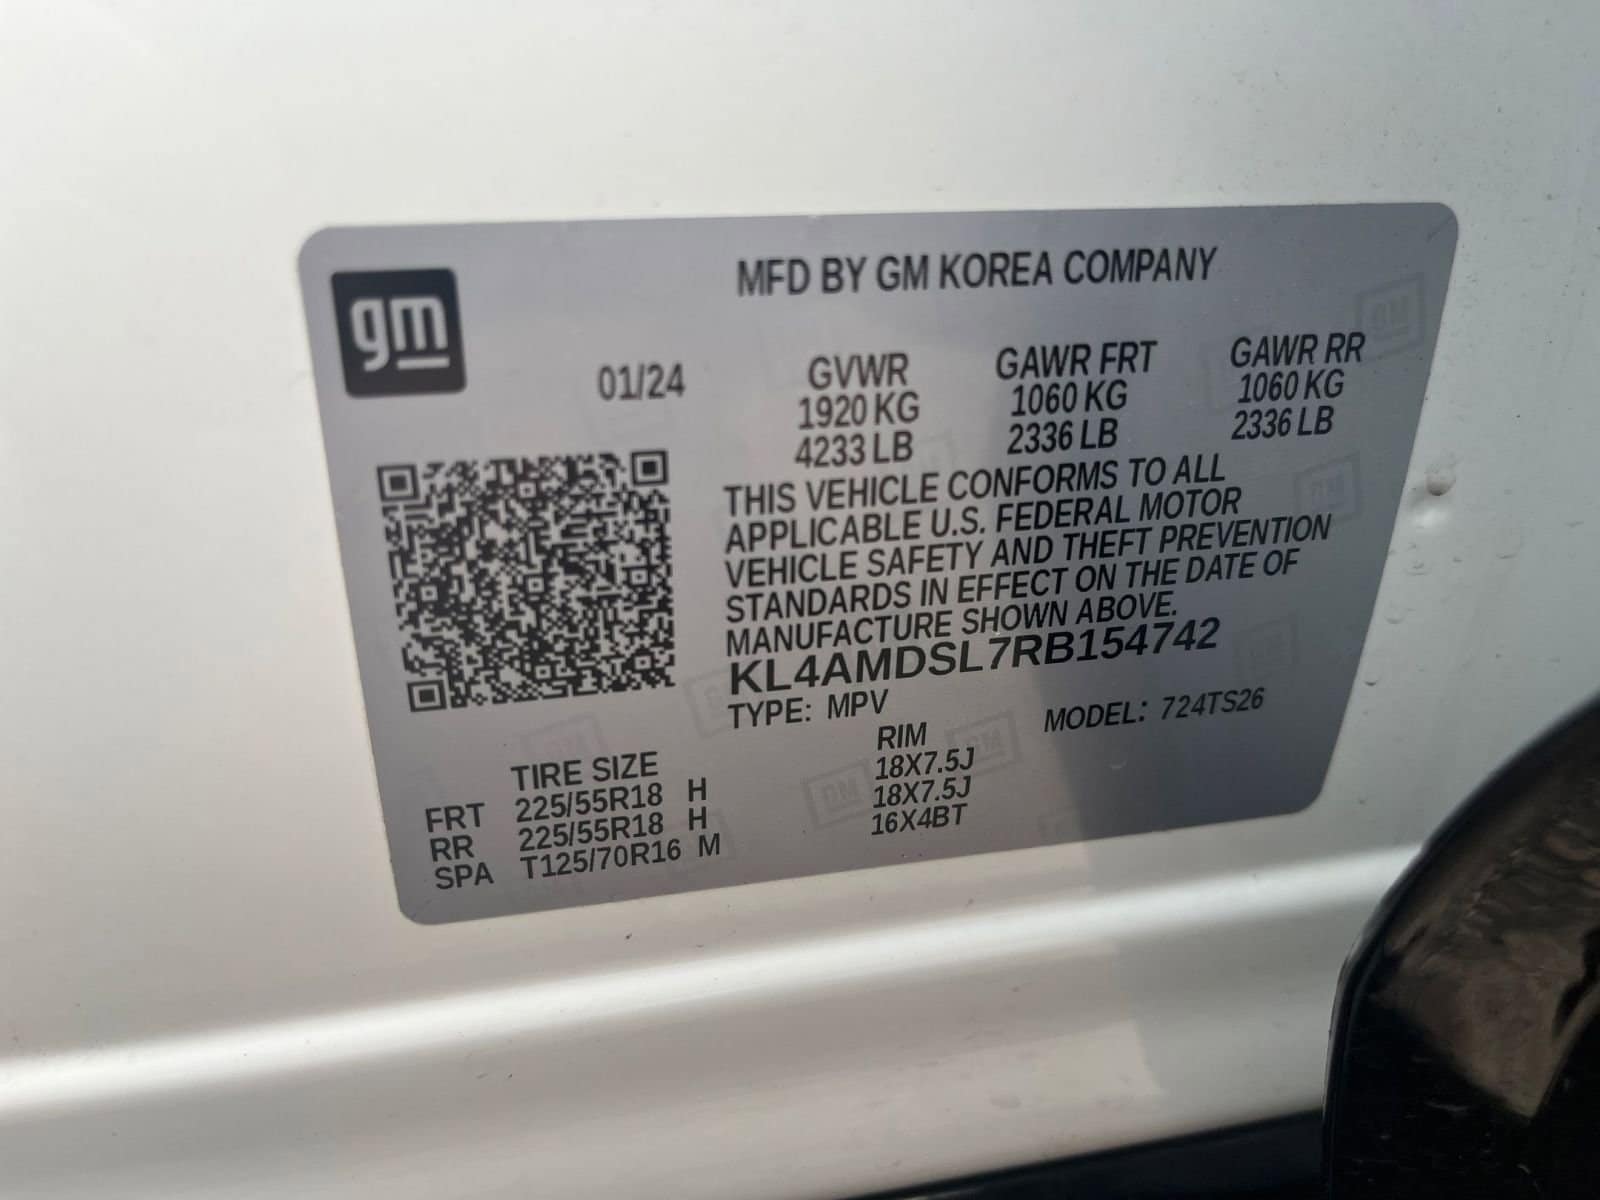 gm
MFD BY GM KOREA COMPANY
01/24
GVWR GAWR FRT GAWR RR
1920 KG 1060 KG 1060 KG
4233 LB 2336 LB 2336 LB
THIS VEHICLE CONFORMS TO ALL
APPLICABLE U.S. FEDERAL MOTOR
VEHICLE SAFETY AND THEFT PREVENTION
STANDARDS IN EFFECT ON THE DATE OF
MANUFACTURE SHOWN ABOVE.
KL4AMDSL7RB154742
TYPE: MPV MODEL: 724TS26
TIRE SIZE RIM
FRT 225/55R18 H 18X7.5J
RR 225/55R18 H 18X7.5J
SPA T125/70R16 M 16X4BT